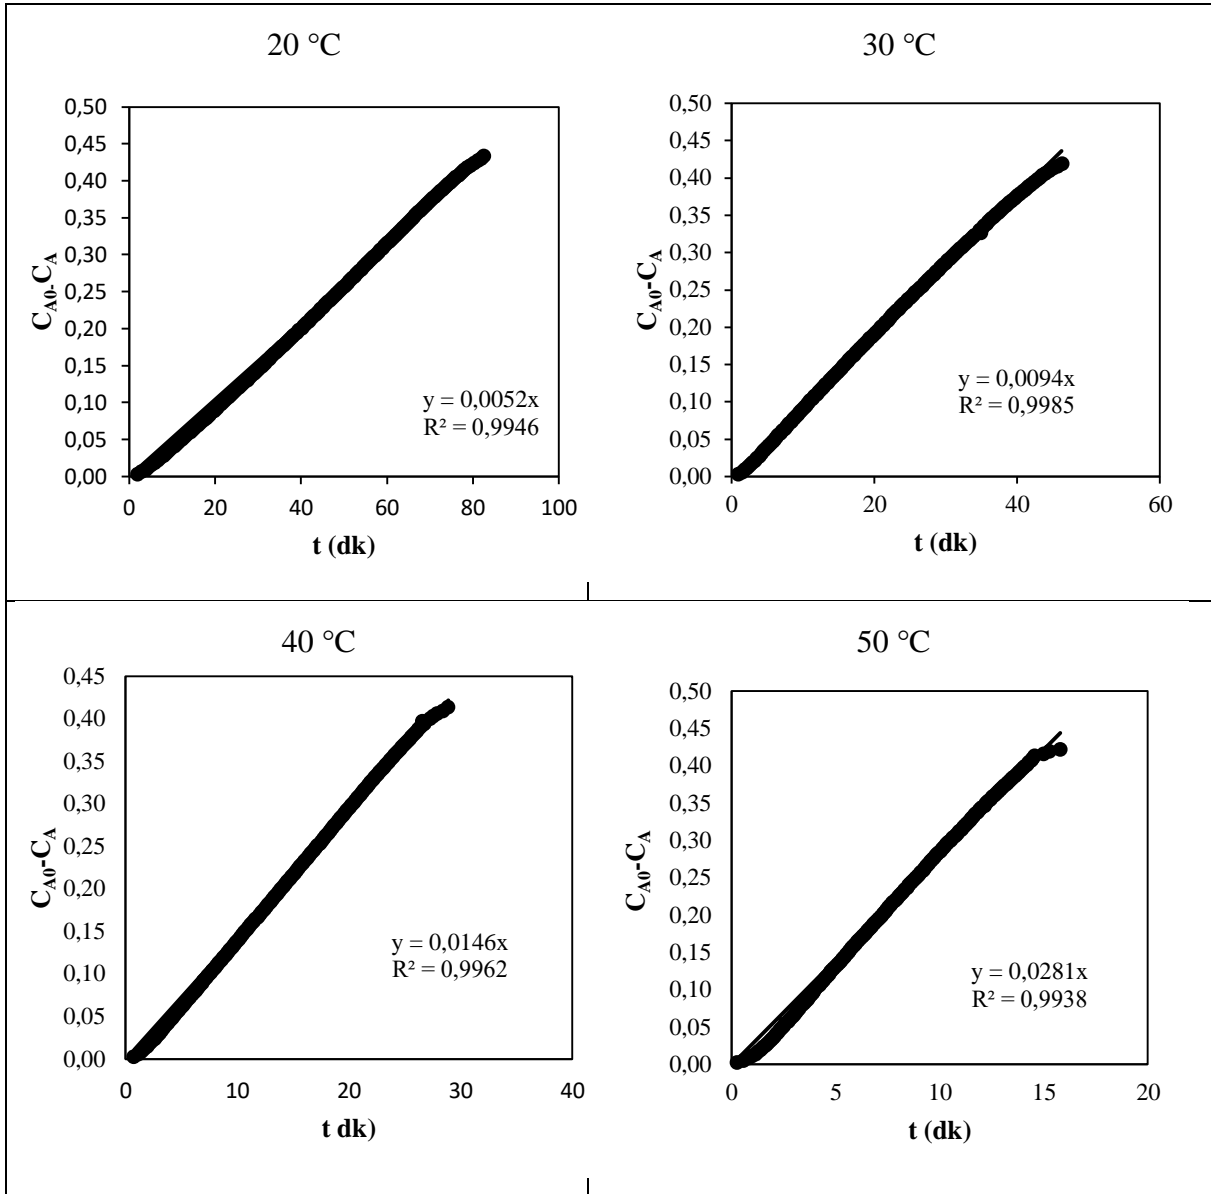 20 °C
0,50
0,45
0,40
0,35
0,30
0,25
0,20
0,15
0,10
0,05
0,00
C_A0-C_A
y = 0,0052x
R² = 0,9946
0 20 40 60 80 100
t (dk)
30 °C
0,50
0,45
0,40
0,35
0,30
0,25
0,20
0,15
0,10
0,05
0,00
C_A0-C_A
y = 0,0094x
R² = 0,9985
0 20 40 60
t (dk)
40 °C
0,45
0,40
0,35
0,30
0,25
0,20
0,15
0,10
0,05
0,00
C_A0-C_A
y = 0,0146x
R² = 0,9962
0 10 20 30 40
t dk)
50 °C
0,50
0,45
0,40
0,35
0,30
0,25
0,20
0,15
0,10
0,05
0,00
C_A0-C_A
y = 0,0281x
R² = 0,9938
0 5 10 15 20
t (dk)